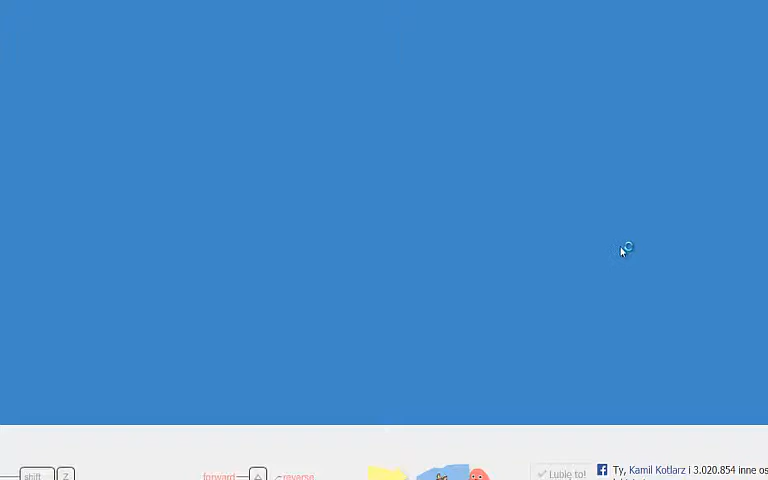 shift Z
forward reverse
Lubię to!
Ty, Kamil Kotlarz i 3.020.854 inne os